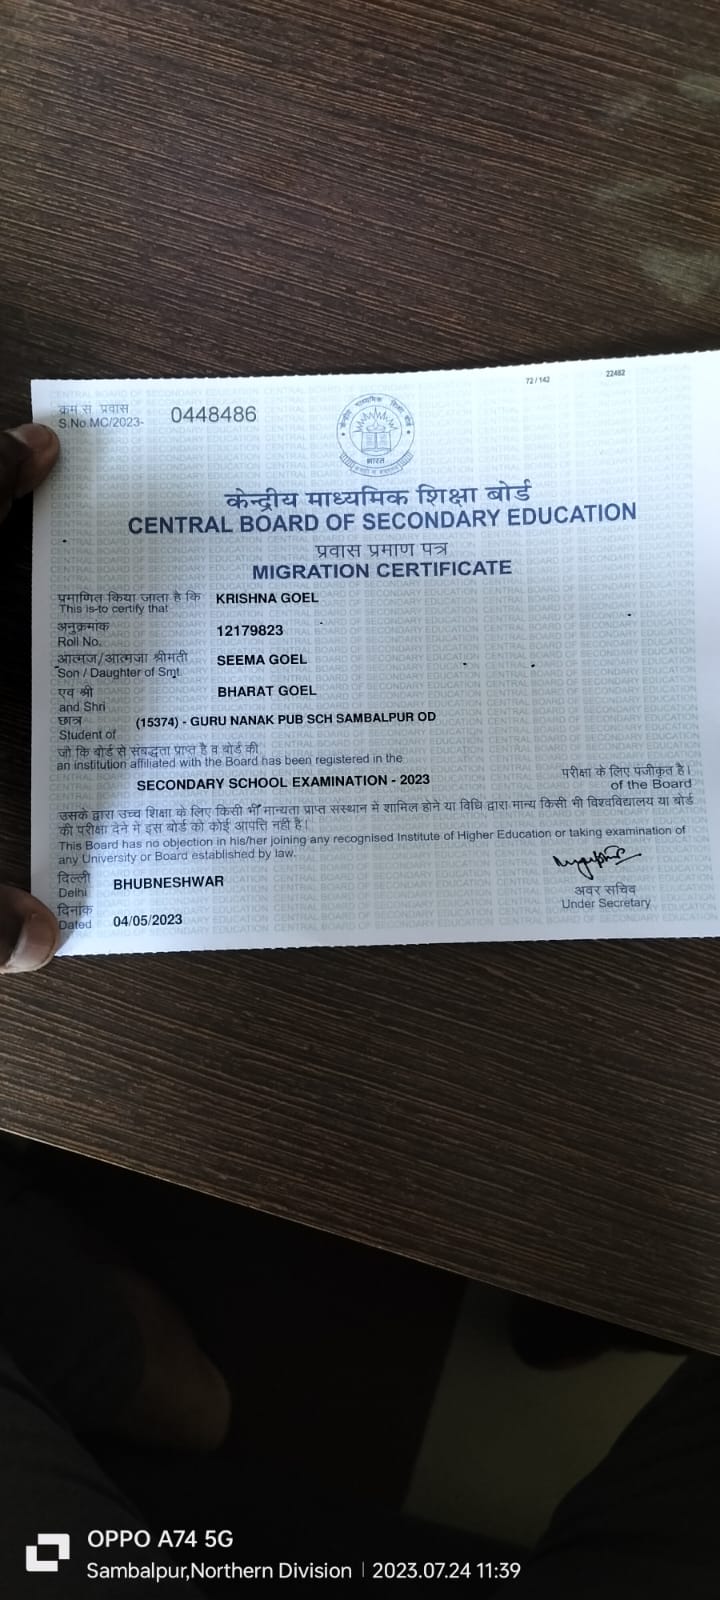 72/142 22482
क्रम सं प्रवास
S.No.MC/2023- 0448486
भारत
केन्द्रीय माध्यमिक शिक्षा बोर्ड
CENTRAL BOARD OF SECONDARY EDUCATION
प्रवास प्रमाण पत्र
MIGRATION CERTIFICATE
प्रमाणित किया जाता है कि KRISHNA GOEL
This is to certify that
अनुक्रमांक
Roll No. 12179823
आत्मज/आत्मजा श्रीमती SEEMA GOEL
Son / Daughter of Smt.
एवं श्री BHARAT GOEL
and Shri
छात्र (15374) - GURU NANAK PUB SCH SAMBALPUR OD
Student of
जो कि बोर्ड से संबद्धता प्राप्त है व बोर्ड की
an institution affiliated with the Board has been registered in the
SECONDARY SCHOOL EXAMINATION - 2023 परीक्षा के लिए पंजीकृत है।
of the Board
उसके द्वारा उच्च शिक्षा के लिए किसी भी मान्यता प्राप्त संस्थान में शामिल होने या विधि द्वारा मान्य किसी भी विश्वविद्यालय या बोर्ड
की परीक्षा देने में इस बोर्ड को कोई आपत्ति नहीं है।
This Board has no objection in his/her joining any recognised Institute of Higher Education or taking examination of
any University or Board established by law.
दिल्ली
Delhi BHUBNESHWAR
अवर सचिव
Under Secretary
दिनांक
Dated 04/05/2023
OPPO A74 5G
Sambalpur,Northern Division | 2023.07.24 11:39